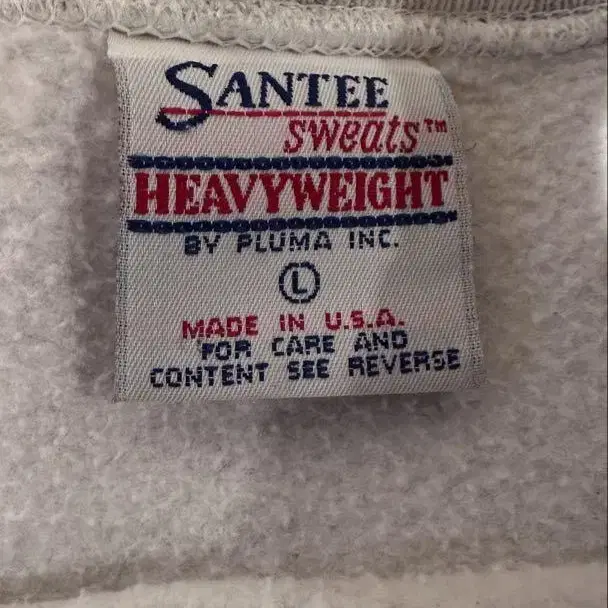 SANTEE
sweats™
HEAVYWEIGHT
BY PLUMA INC.
L
MADE IN U.S.A.
FOR CARE AND
CONTENT SEE REVERSE